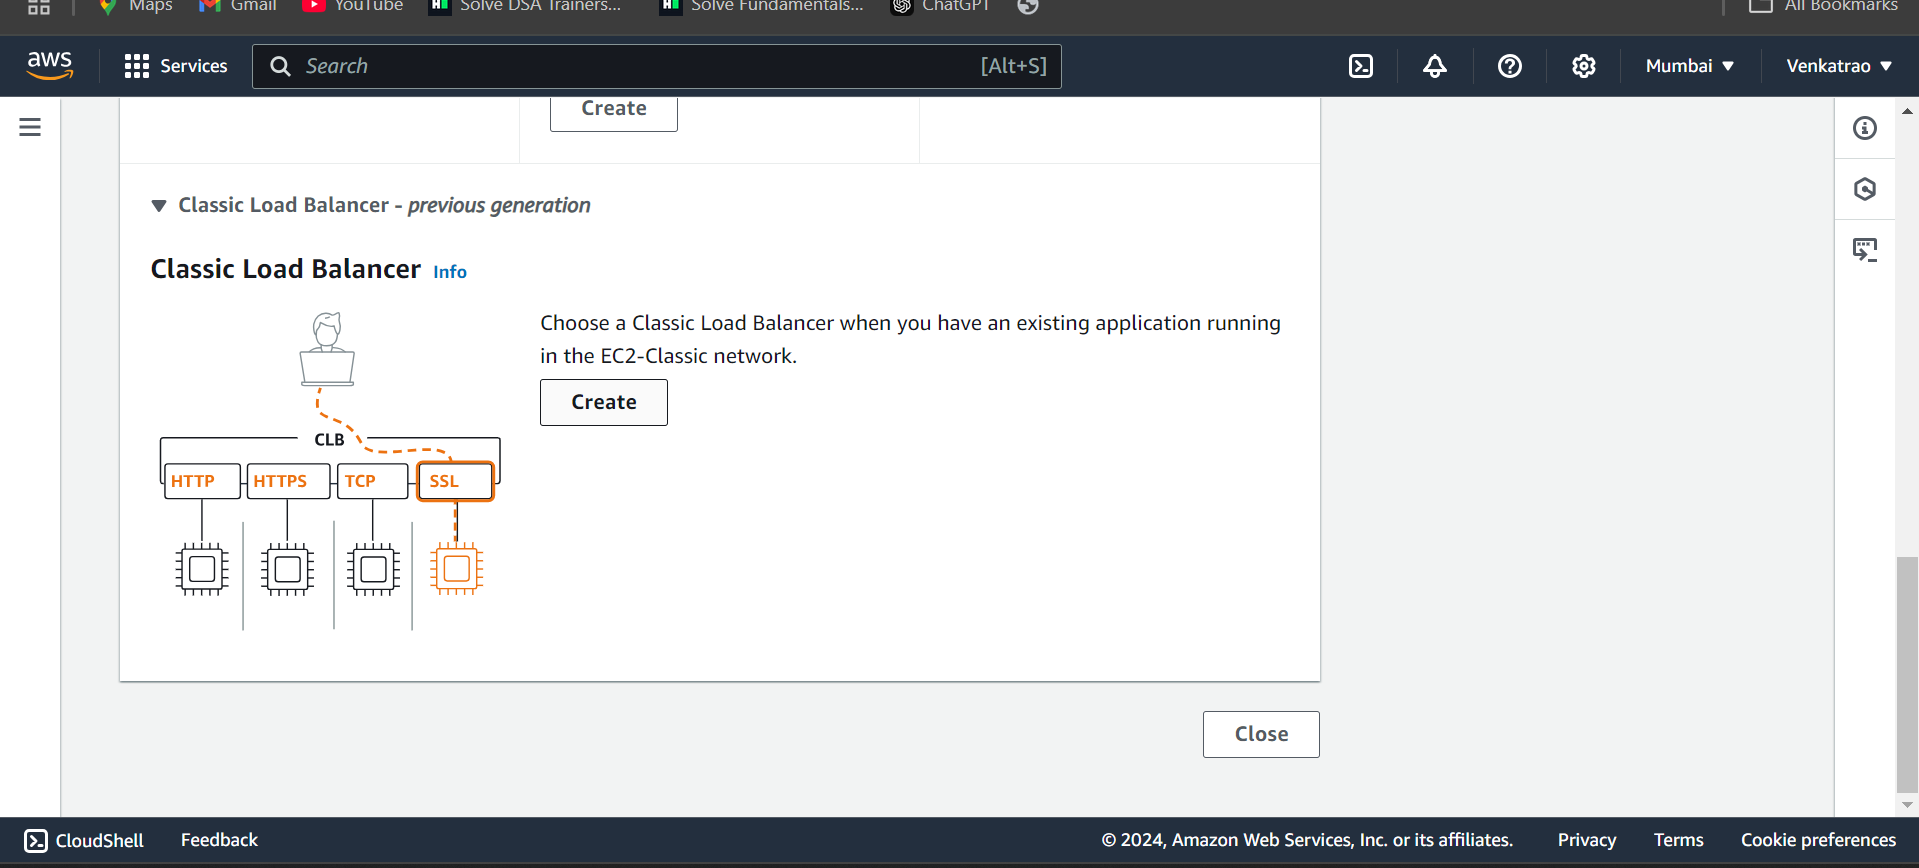 Maps
Gmail
YouTube
Solve DSA Trainers...
Solve Fundamentals...
ChatGPT
All Bookmarks
aws
Services
Search
[Alt+S]
Mumbai
Venkatrao
Create
Classic Load Balancer - previous generation
Classic Load Balancer Info
Choose a Classic Load Balancer when you have an existing application running
in the EC2-Classic network.
Create
CLB
HTTP
HTTPS
TCP
SSL
Close
CloudShell
Feedback
© 2024, Amazon Web Services, Inc. or its affiliates.
Privacy
Terms
Cookie preferences